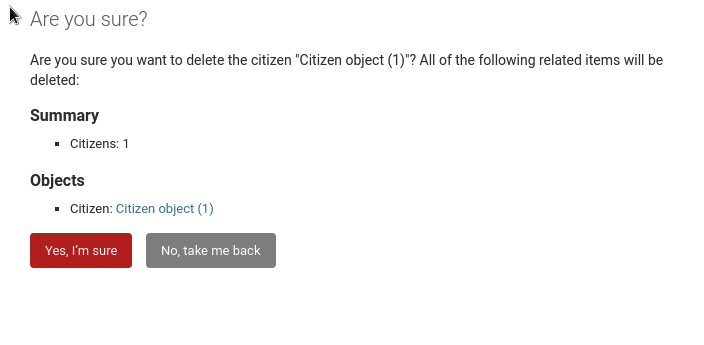 Are you sure?
Are you sure you want to delete the citizen "Citizen object (1)"? All of the following related items will be
deleted:
Summary
Citizens: 1
Objects
Citizen: Citizen object (1)
Yes, I'm sure
No, take me back